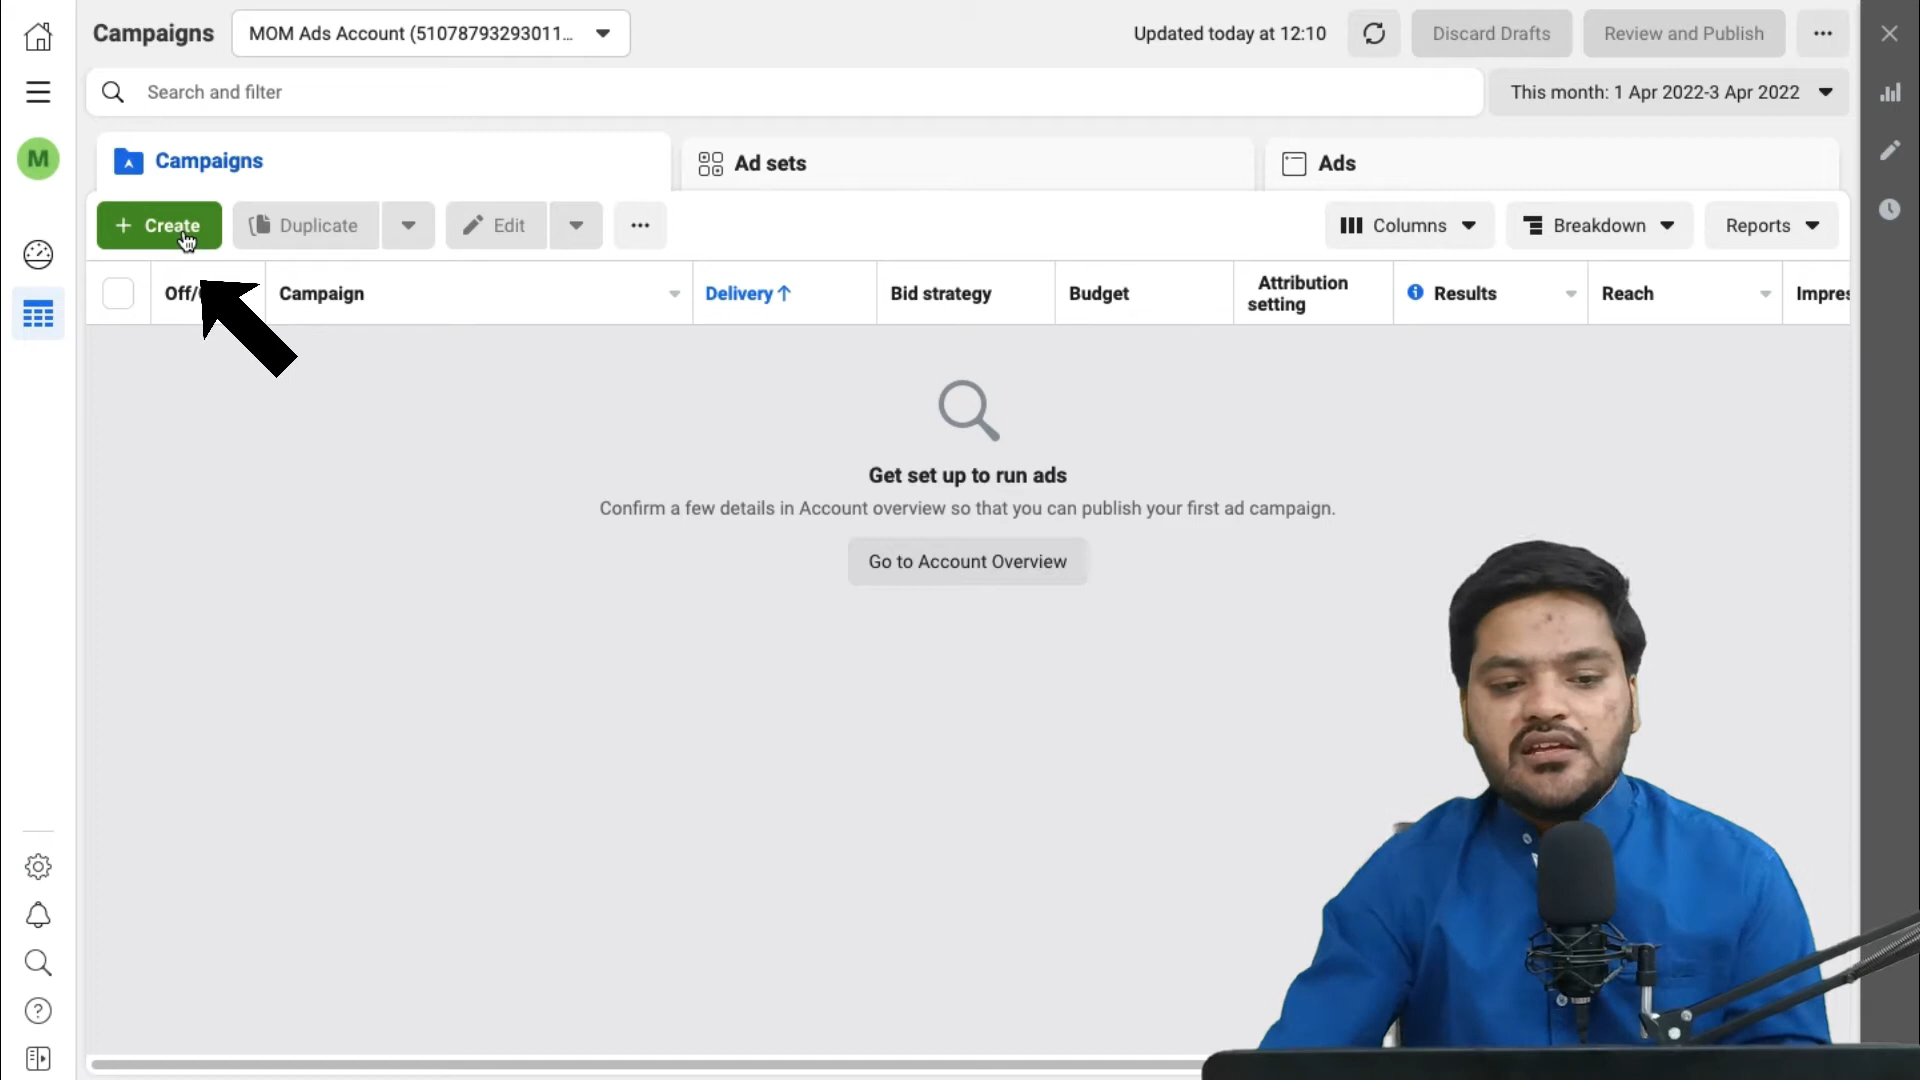 Campaigns
MOM Ads Account (51078793293011...
Updated today at 12:10
Discard Drafts
Review and Publish
Search and filter
This month: 1 Apr 2022-3 Apr 2022
M
Campaigns
Ad sets
Ads
+ Create
Duplicate
Edit
Columns
Breakdown
Reports
Off/
Campaign
Delivery ↑
Bid strategy
Budget
Attribution
setting
Results
Reach
Impres
Get set up to run ads
Confirm a few details in Account overview so that you can publish your first ad campaign.
Go to Account Overview